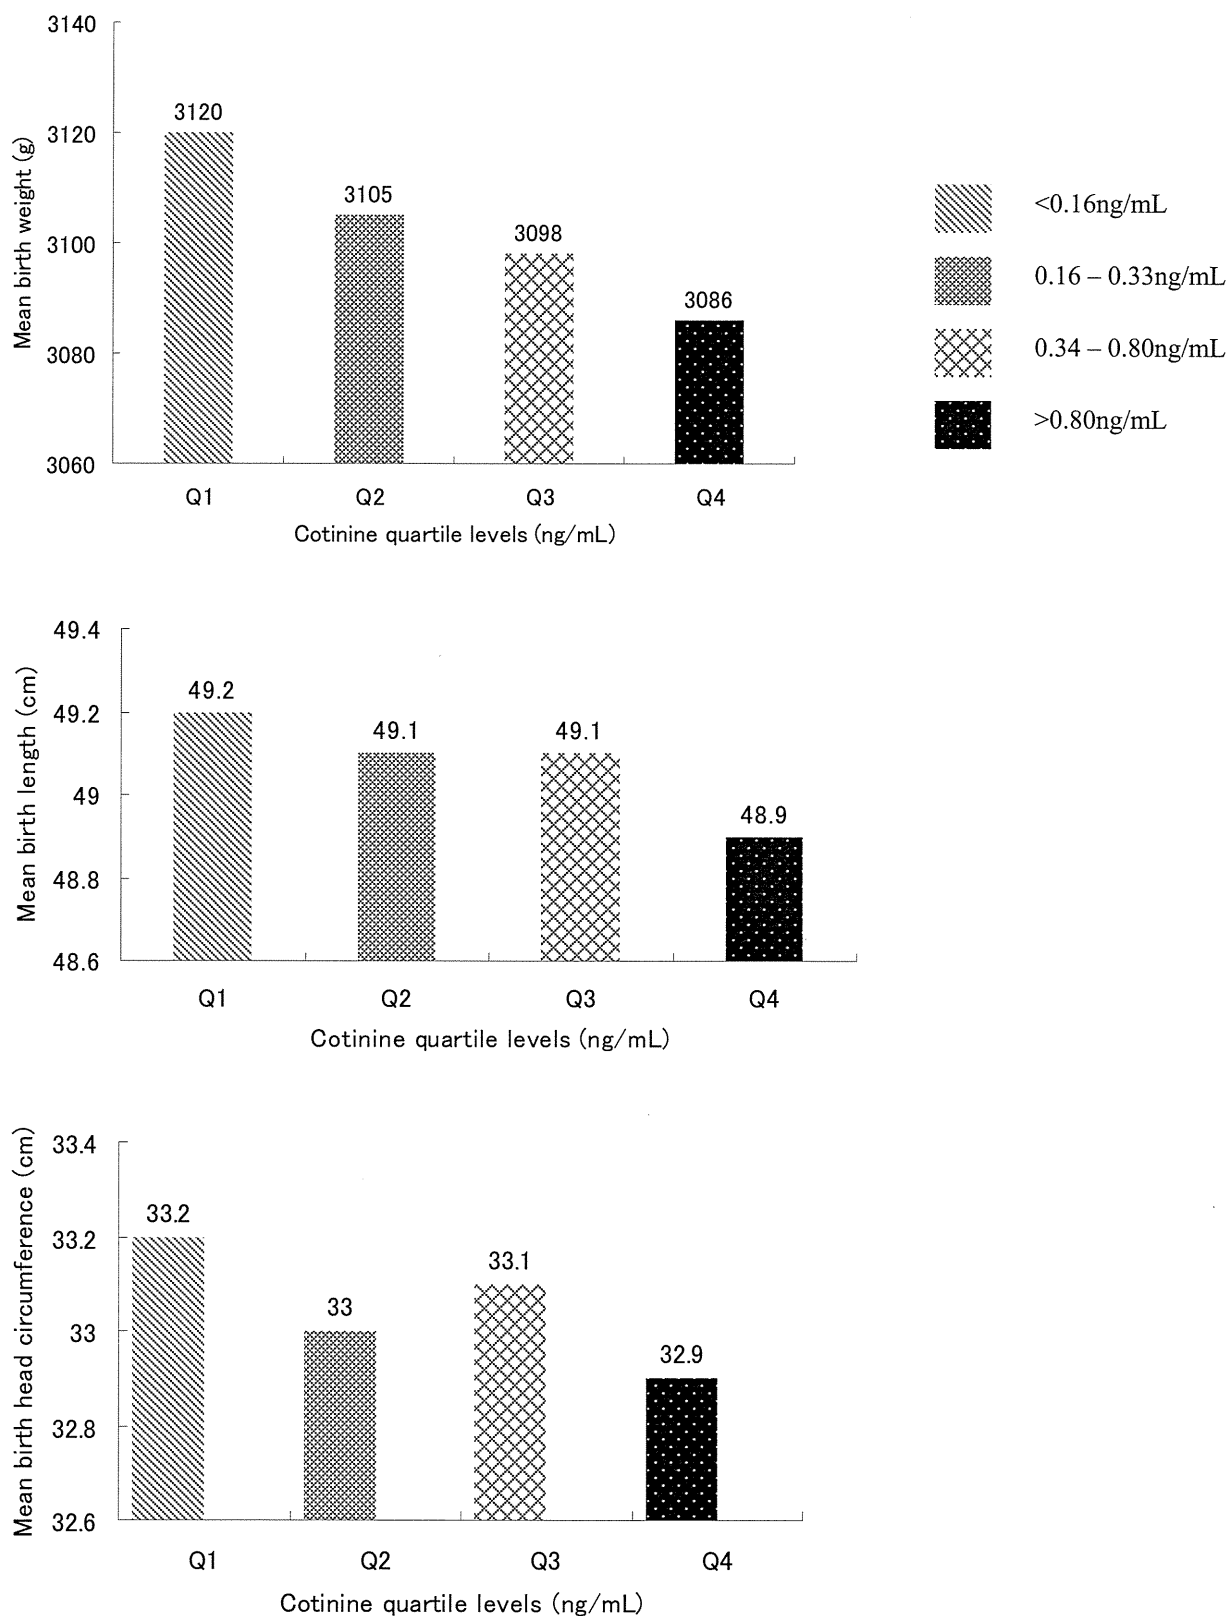 Mean birth weight (g)
3140
3120
3100
3080
3060
3120
3105
3098
3086
Q1 Q2 Q3 Q4
Cotinine quartile levels (ng/mL)
<0.16ng/mL
0.16 – 0.33ng/mL
0.34 – 0.80ng/mL
>0.80ng/mL
Mean birth length (cm)
49.4
49.2
49
48.8
48.6
49.2
49.1
49.1
48.9
Q1 Q2 Q3 Q4
Cotinine quartile levels (ng/mL)
Mean birth head circumference (cm)
33.4
33.2
33
32.8
32.6
33.2
33
33.1
32.9
Q1 Q2 Q3 Q4
Cotinine quartile levels (ng/mL)